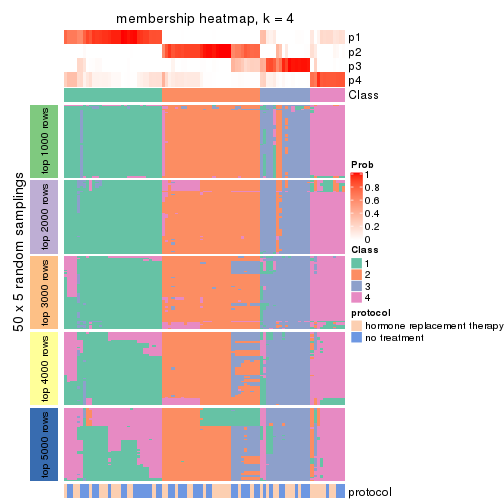 membership heatmap, k = 4
p1
p2
p3
p4
Class
50 x 5 random samplings
top 1000 rows
top 2000 rows
top 3000 rows
top 4000 rows
top 5000 rows
protocol
Prob
1
0.8
0.6
0.4
0.2
0
Class
1
2
3
4
protocol
hormone replacement therapy
no treatment